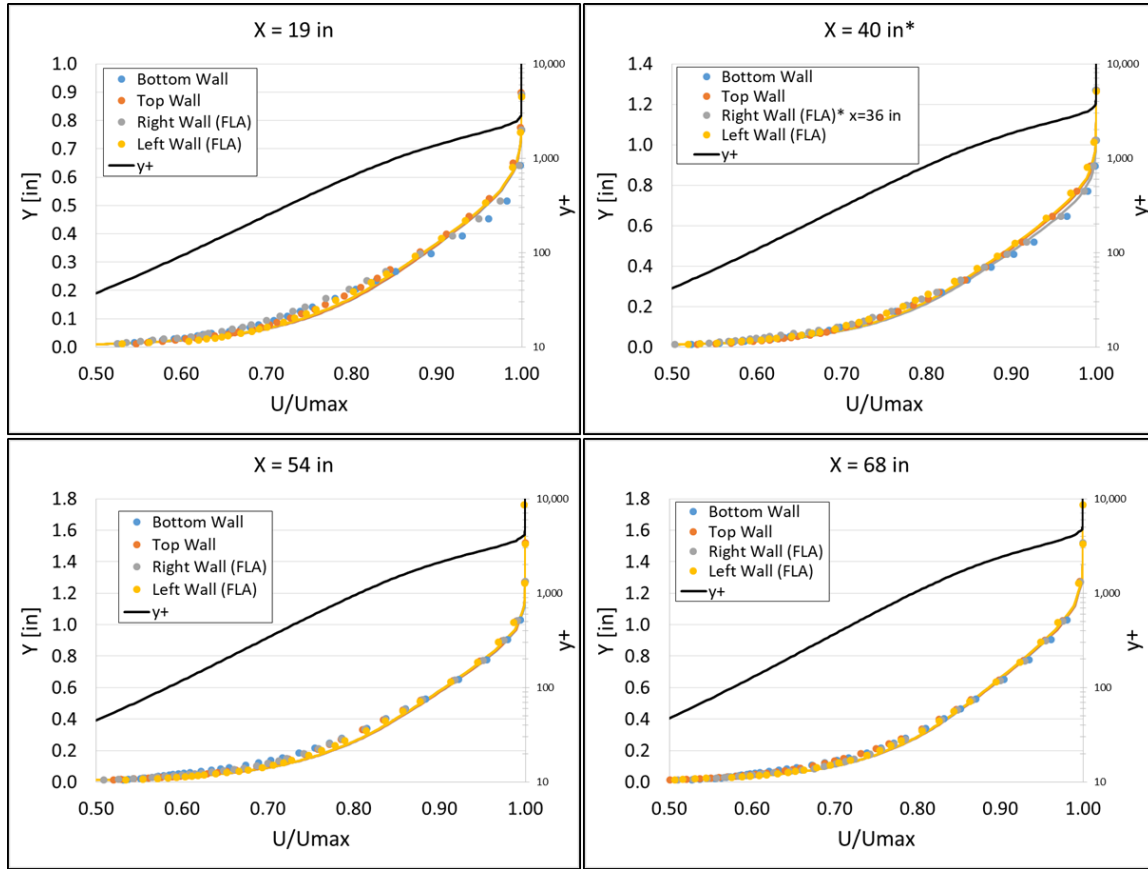 X = 19 in
1.0
0.9
0.8
0.7
0.6
0.5
0.4
0.3
0.2
0.1
0.0
Y [in]
Bottom Wall
Top Wall
Right Wall (FLA)
Left Wall (FLA)
y+
10,000
1,000
100
10
y+
0.50 0.60 0.70 0.80 0.90 1.00
U/Umax
X = 40 in*
1.4
1.2
1.0
0.8
0.6
0.4
0.2
0.0
Y [in]
Bottom Wall
Top Wall
Right Wall (FLA)* x=36 in
Left Wall (FLA)
y+
10,000
1,000
100
10
y+
0.50 0.60 0.70 0.80 0.90 1.00
U/Umax
X = 54 in
1.8
1.6
1.4
1.2
1.0
0.8
0.6
0.4
0.2
0.0
Y [in]
Bottom Wall
Top Wall
Right Wall (FLA)
Left Wall (FLA)
y+
10,000
1,000
100
10
y+
0.50 0.60 0.70 0.80 0.90 1.00
U/Umax
X = 68 in
1.8
1.6
1.4
1.2
1.0
0.8
0.6
0.4
0.2
0.0
Y [in]
Bottom Wall
Top Wall
Right Wall (FLA)
Left Wall (FLA)
y+
10,000
1,000
100
10
y+
0.50 0.60 0.70 0.80 0.90 1.00
U/Umax